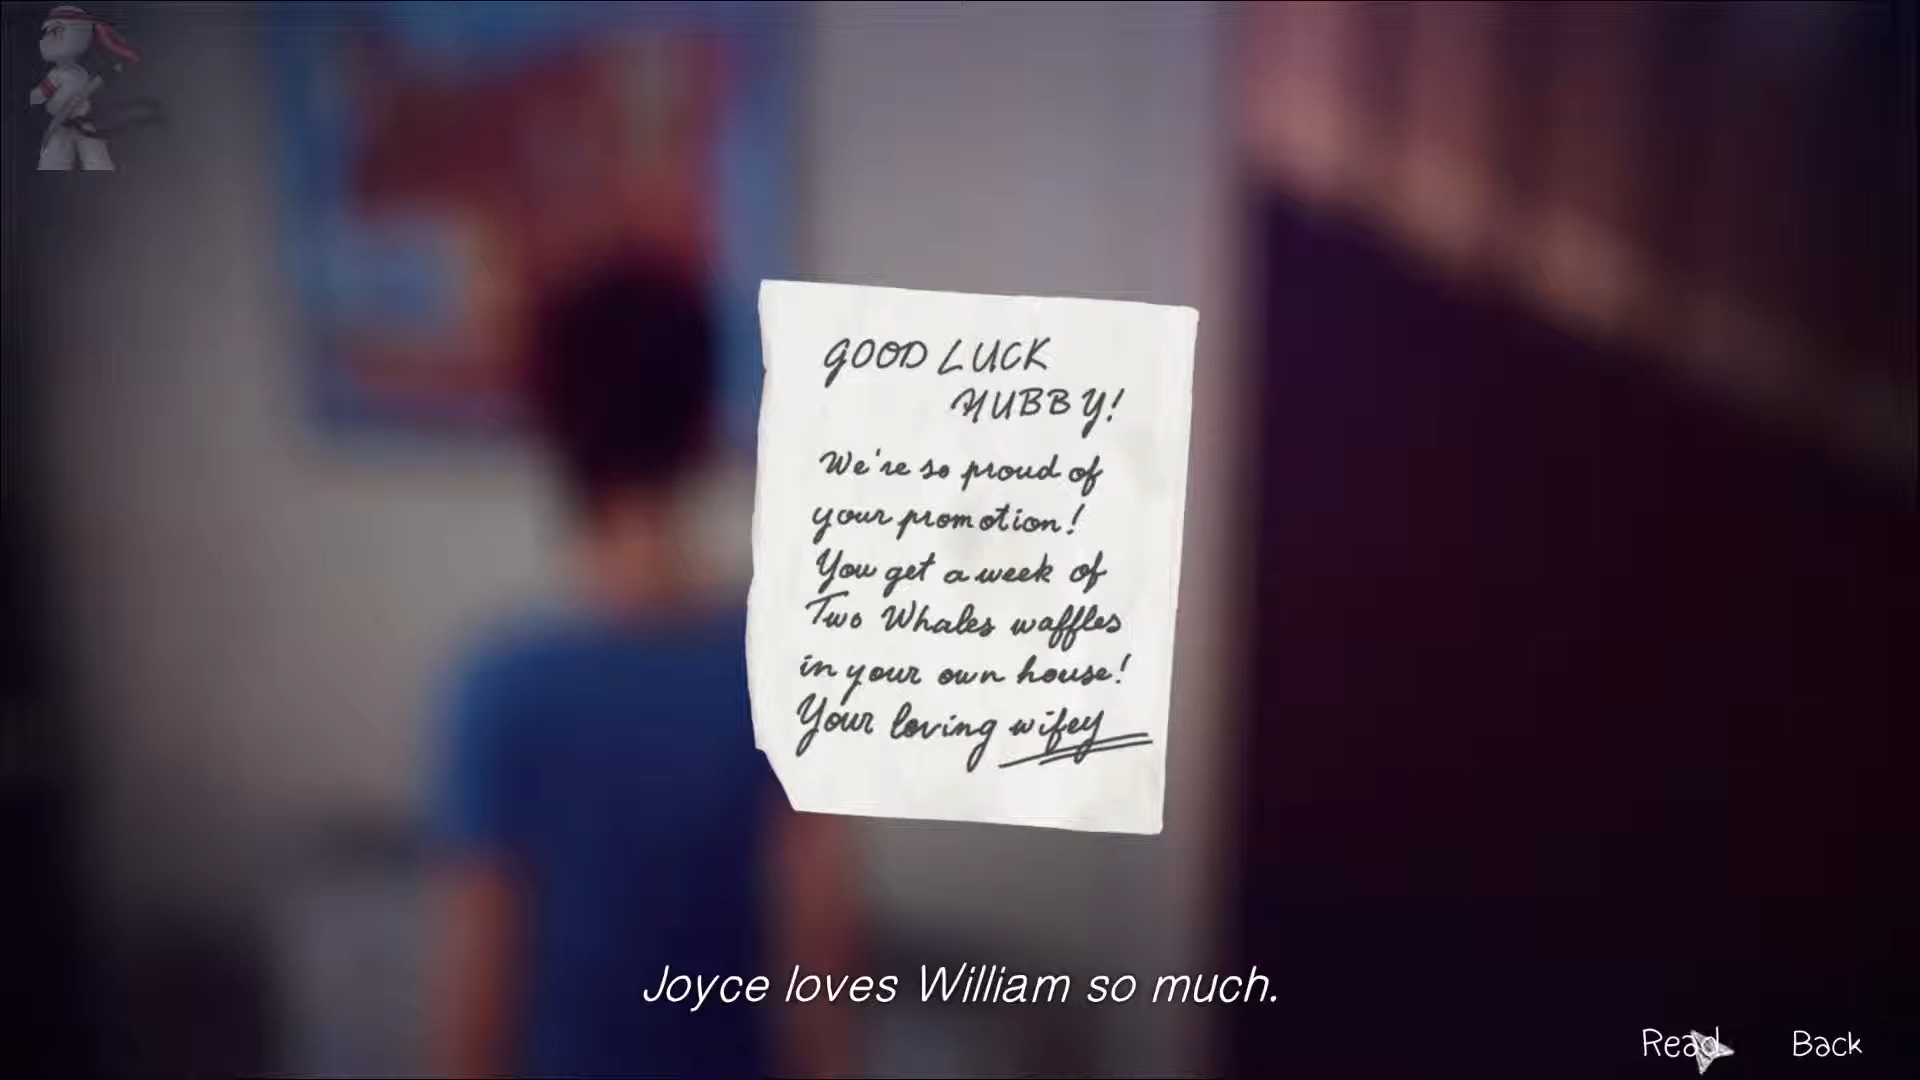 GOOD LUCK
HUBBY!
We're so proud of
your promotion!
You get a week of
Two Whales waffles
in your own house!
Your loving wifey
Joyce loves William so much.
Read
Back